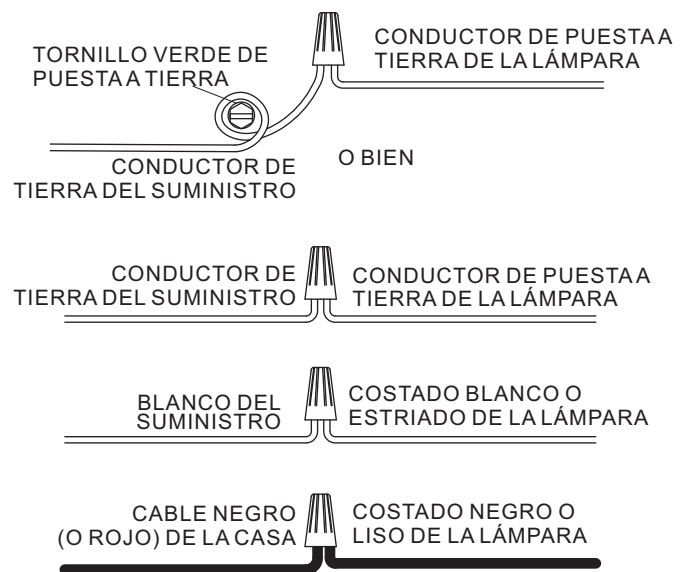 TORNILLO VERDE DE
PUESTA A TIERRA
CONDUCTOR DE PUESTA A
TIERRA DE LA LÁMPARA
CONDUCTOR DE
TIERRA DEL SUMINISTRO
O BIEN
CONDUCTOR DE
TIERRA DEL SUMINISTRO
CONDUCTOR DE PUESTA A
TIERRA DE LA LÁMPARA
BLANCO DEL
SUMINISTRO
COSTADO BLANCO O
ESTRIADO DE LA LÁMPARA
CABLE NEGRO
(O ROJO) DE LA CASA
COSTADO NEGRO O
LISO DE LA LÁMPARA